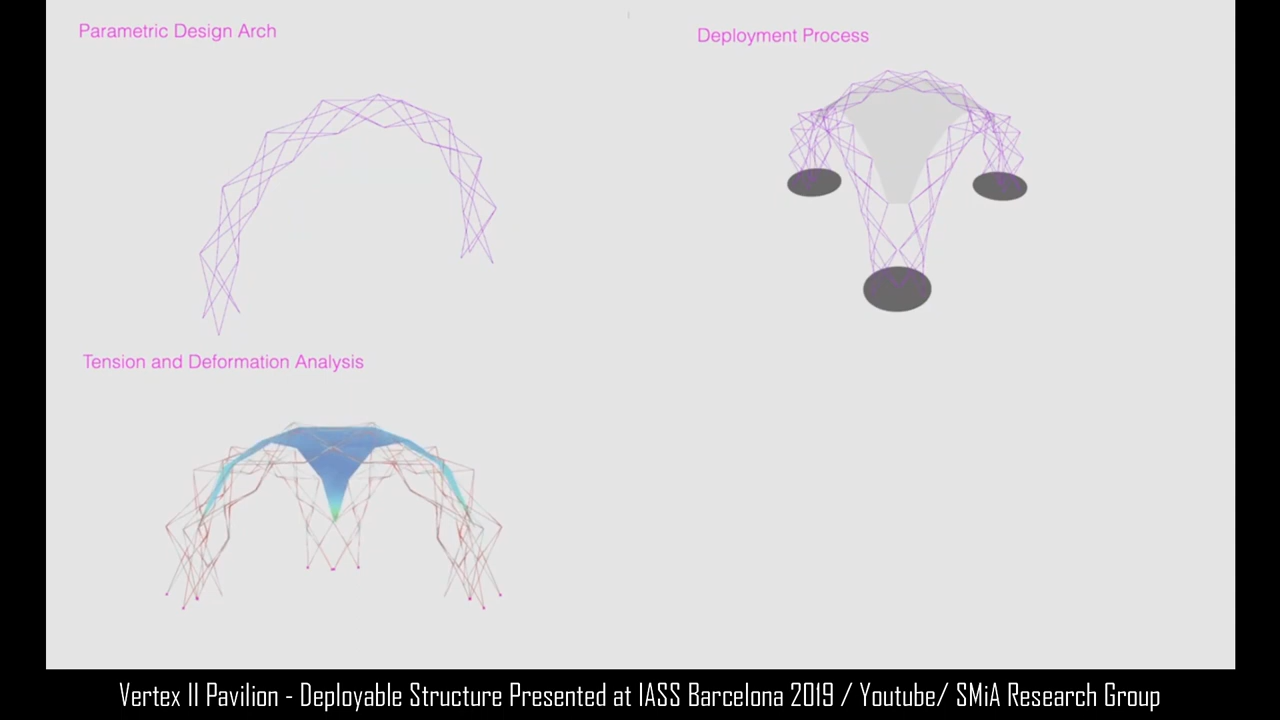 Parametric Design Arch
Deployment Process
Tension and Deformation Analysis
Vertex II Pavilion - Deployable Structure Presented at IASS Barcelona 2019 / Youtube/ SMiA Research Group